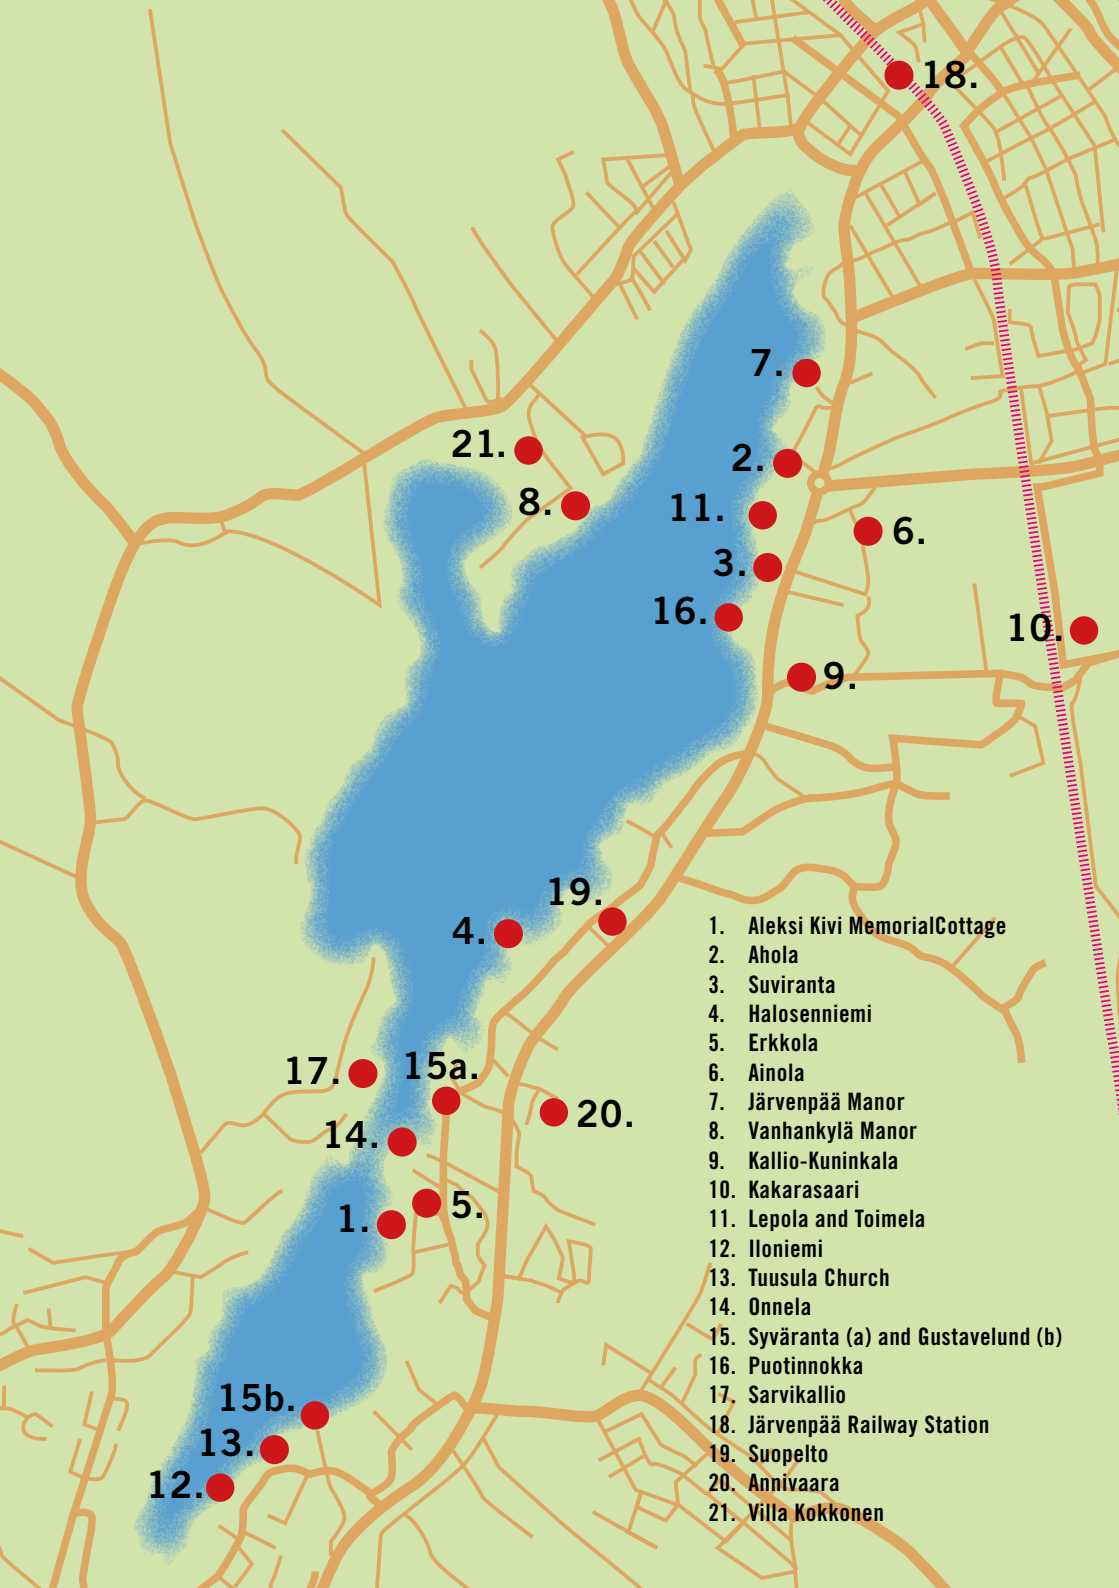 18.
7.
21.
2.
8.
11.
6.
3.
16.
10.
9.
19.
4.
17.
15a.
20.
14.
5.
1.
15b.
13.
12.
1. Aleksi Kivi MemorialCottage
2. Ahola
3. Suviranta
4. Halosenniemi
5. Erkkola
6. Ainola
7. Järvenpää Manor
8. Vanhankylä Manor
9. Kallio-Kuninkala
10. Kakarasaari
11. Lepola and Toimela
12. Iloniemi
13. Tuusula Church
14. Onnela
15. Syväranta (a) and Gustavelund (b)
16. Puotinnokka
17. Sarvikallio
18. Järvenpää Railway Station
19. Suopelto
20. Annivaara
21. Villa Kokkonen